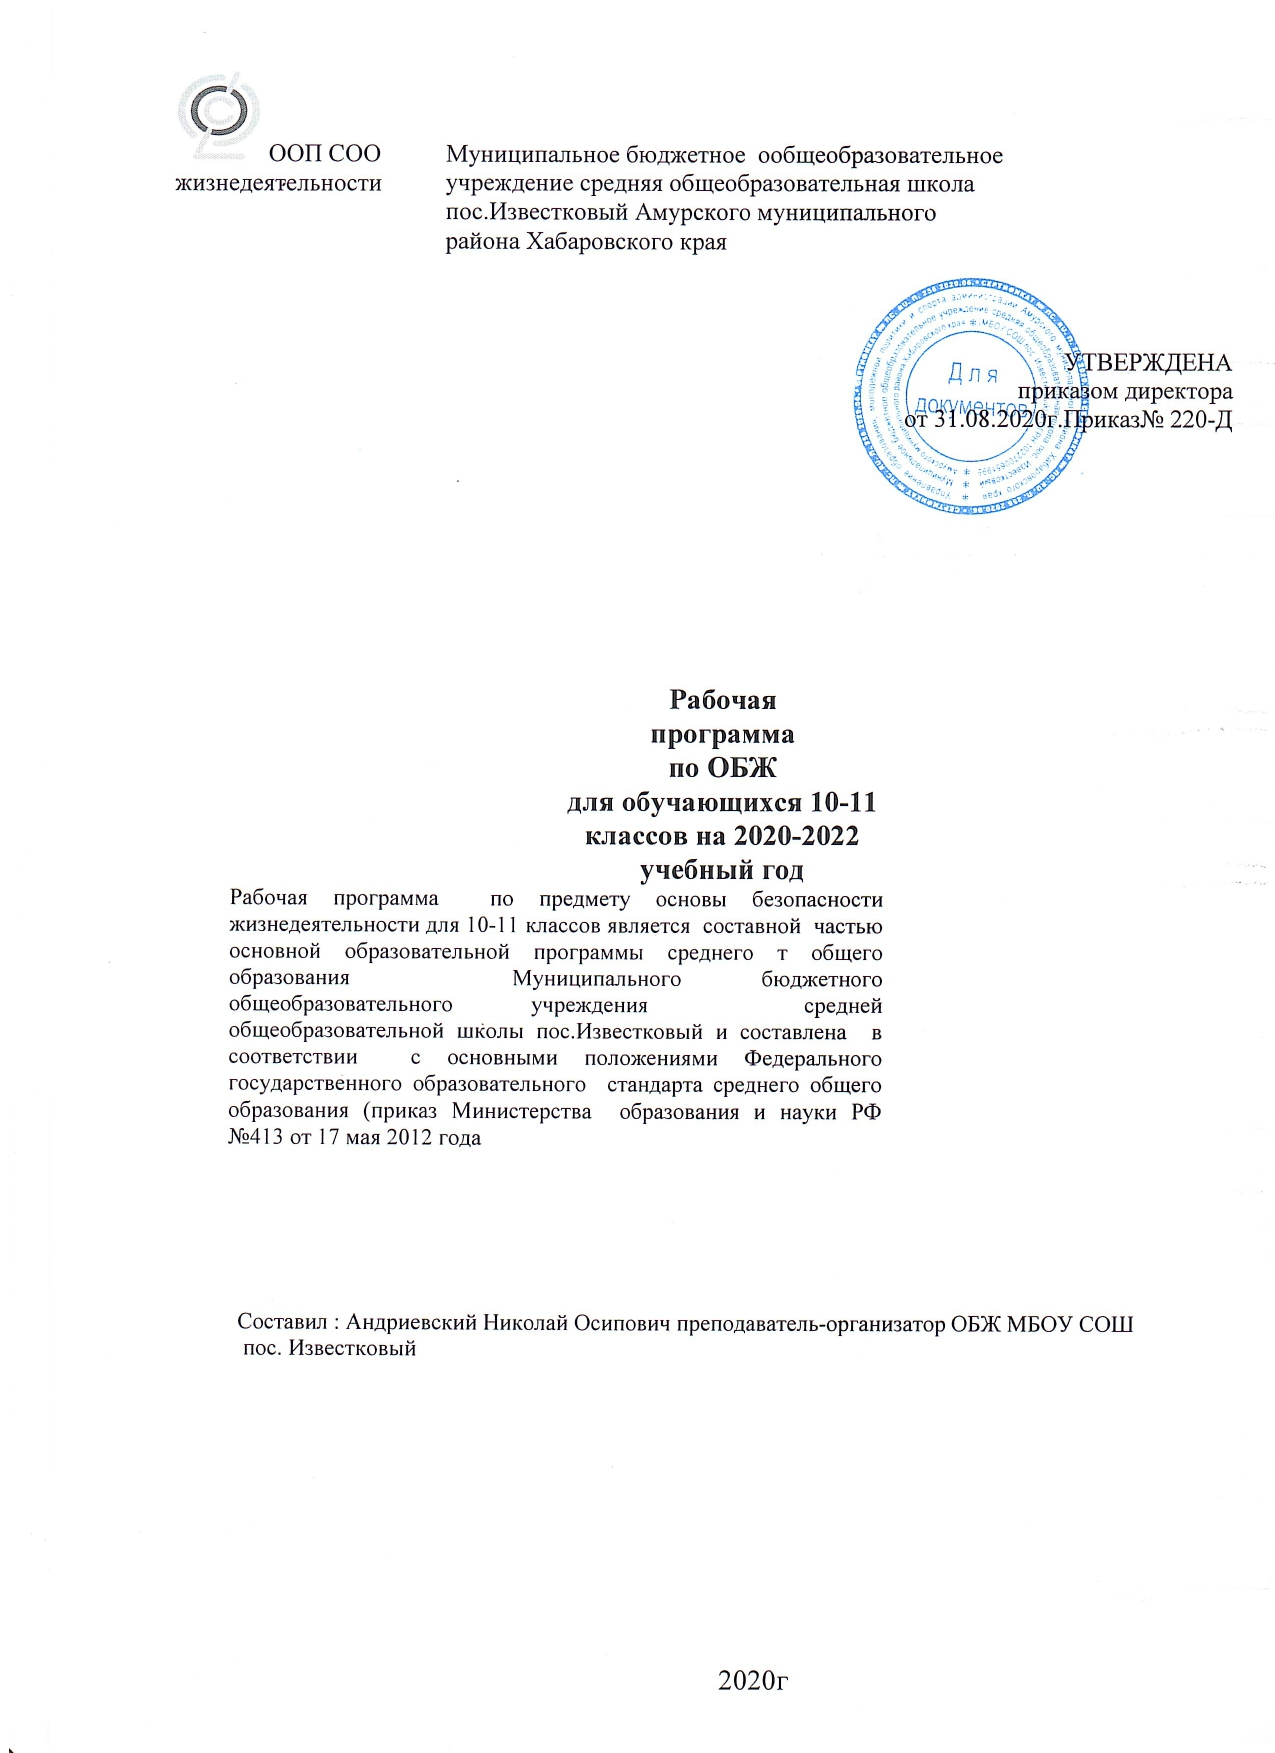 ООП СОО
жизнедеятельности
Муниципальное бюджетное ообщеобразовательное
учреждение средняя общеобразовательная школа
пос.Известковый Амурского муниципального
района Хабаровского края
Для
документов
УТВЕРЖДЕНА
приказом директора
от 31.08.2020г.Приказ№ 220-Д
Рабочая
программа
по ОБЖ
для обучающихся 10-11
классов на 2020-2022
учебный год
Рабочая программа по предмету основы безопасности
жизнедеятельности для 10-11 классов является составной частью
основной образовательной программы среднего т общего
образования Муниципального бюджетного
общеобразовательного учреждения средней
общеобразовательной школы пос.Известковый и составлена в
соответствии с основными положениями Федерального
государственного образовательного стандарта среднего общего
образования (приказ Министерства образования и науки РФ
№413 от 17 мая 2012 года
Составил : Андриевский Николай Осипович преподаватель-организатор ОБЖ МБОУ СОШ
пос. Известковый
2020г